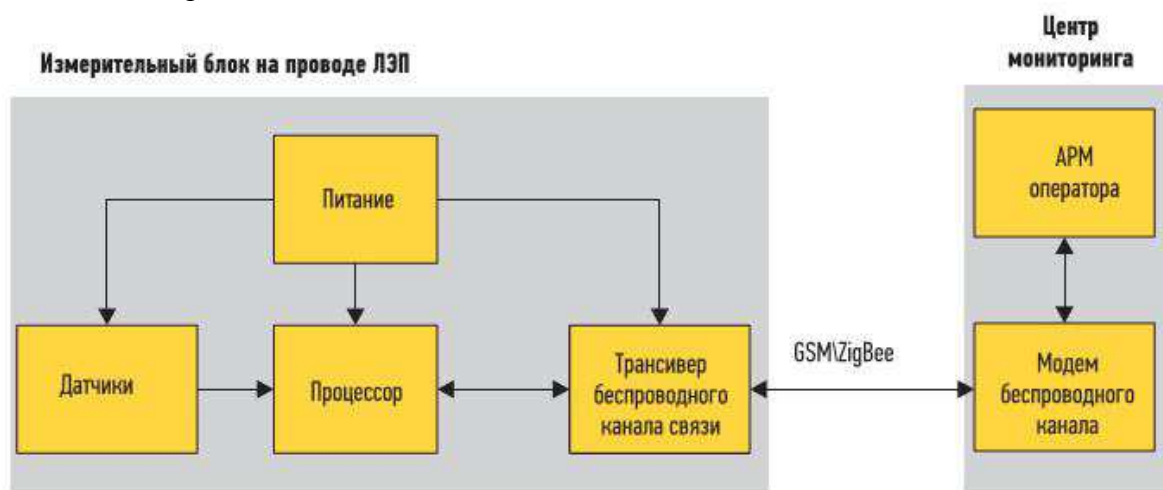 Центр
мониторинга
Измерительный блок на проводе ЛЭП
АРМ
оператора
Питание
GSM\ZigBee
Датчики
Процессор
Трансивер
беспроводного
канала связи
Модем
беспроводного
канала